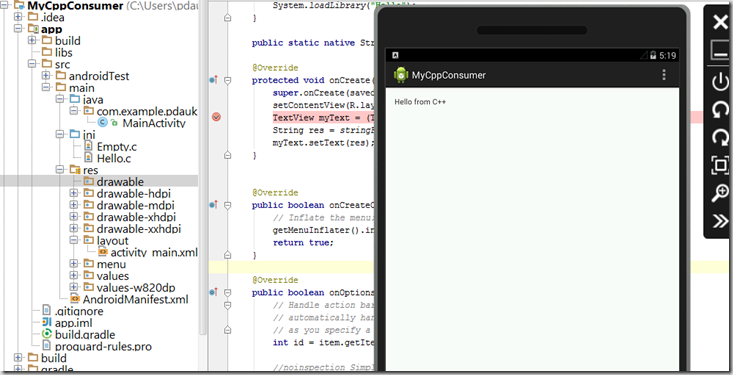 MyCppConsumer (C:\Users\pdauk
.idea
app
build
libs
src
androidTest
main
java
com.example.pdauk
MainActivity
jni
Empty.c
Hello.c
res
drawable
drawable-hdpi
drawable-mdpi
drawable-xhdpi
drawable-xxhdpi
layout
activity_main.xml
menu
values
values-w820dp
AndroidManifest.xml
.gitignore
app.iml
build.gradle
proguard-rules.pro
build
gradle
System.loadLibrary("Hello");
}
public static native Str
@Override
protected void onCreate(
super.onCreate(saved
setContentView(R.lay
TextView myText = (T
String res = stringF
myText.setText(res);
}
@Override
public boolean onCreateO
// Inflate the menu;
getMenuInflater().in
return true;
}
@Override
public boolean onOptions
// Handle action bar
// automatically han
// as you specify a
int id = item.getIte
//noinspection Simpl
5:19
MyCppConsumer
Hello from C++